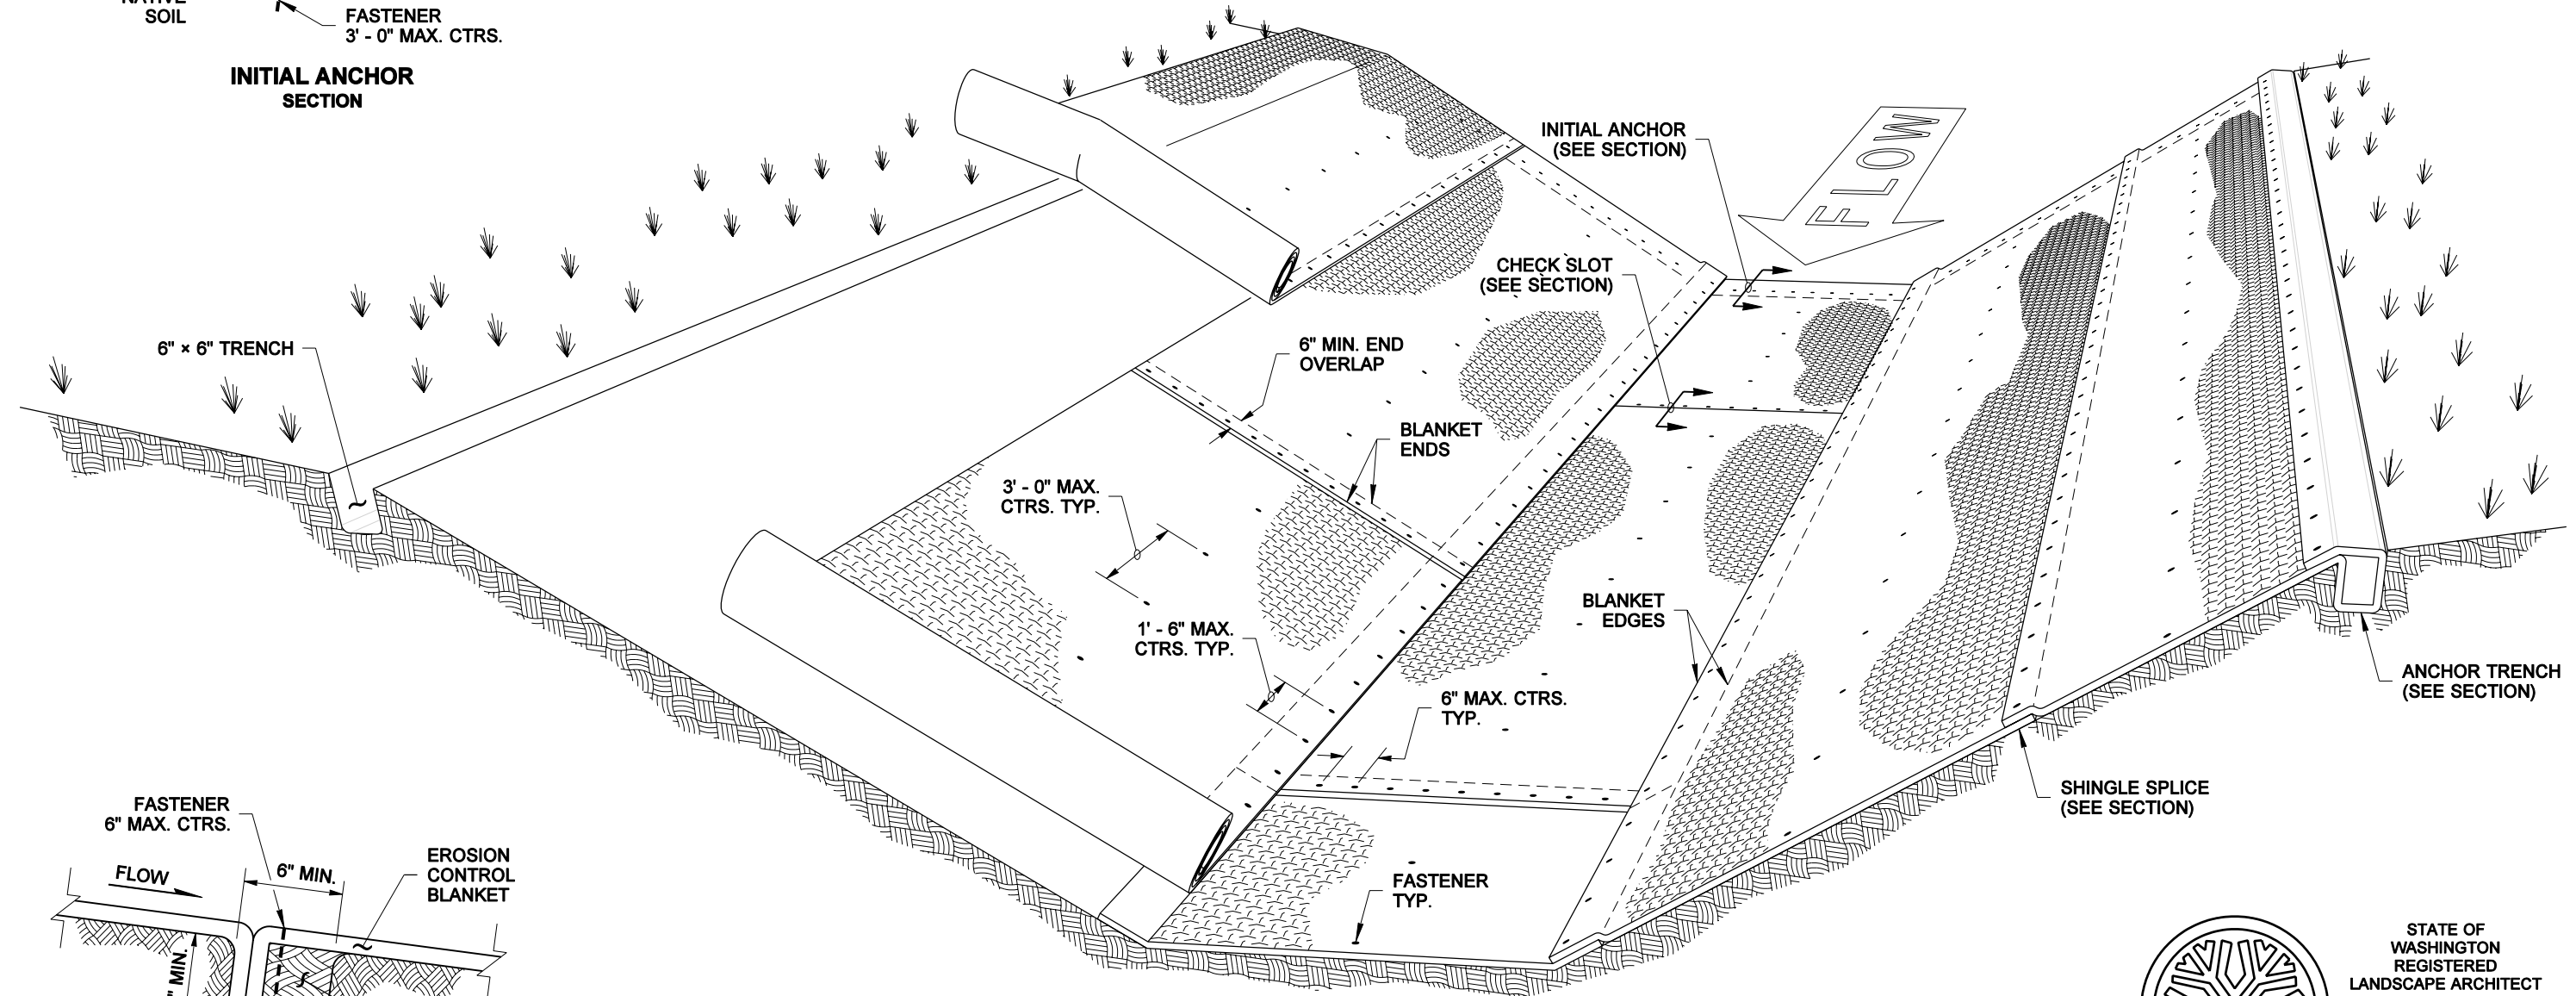 NATIVE
SOIL
FASTENER
3' - 0" MAX. CTRS.
INITIAL ANCHOR
SECTION
INITIAL ANCHOR
(SEE SECTION)
FLOW
CHECK SLOT
(SEE SECTION)
6" × 6" TRENCH
6" MIN. END
OVERLAP
BLANKET
ENDS
3' - 0" MAX.
CTRS. TYP.
1' - 6" MAX.
CTRS. TYP.
BLANKET
EDGES
6" MAX. CTRS.
TYP.
ANCHOR TRENCH
(SEE SECTION)
SHINGLE SPLICE
(SEE SECTION)
FASTENER
TYP.
FASTENER
6" MAX. CTRS.
FLOW
6" MIN.
EROSION
CONTROL
BLANKET
" MIN.
STATE OF
WASHINGTON
REGISTERED
LANDSCAPE ARCHITECT